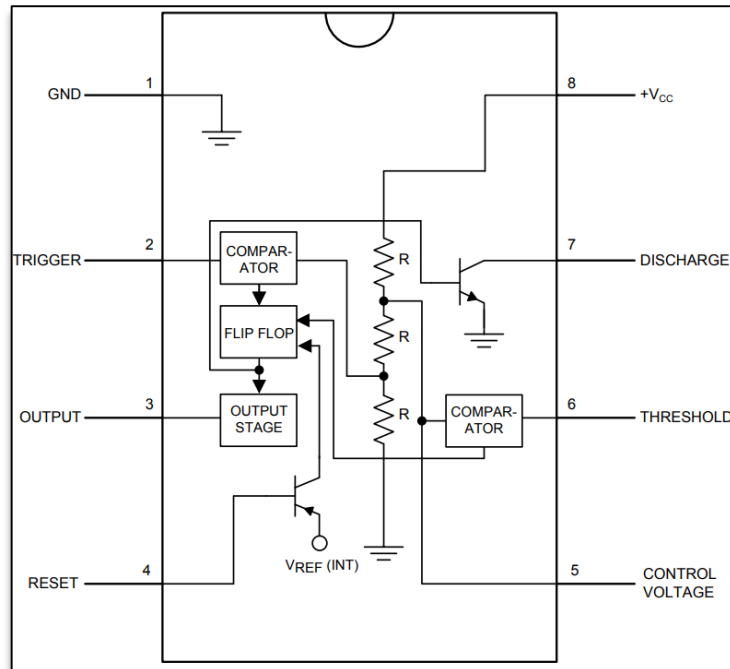 1
GND
8
+VCC
2
TRIGGER
COMPAR-
ATOR
R
7
DISCHARGE
FLIP FLOP
R
3
OUTPUT
OUTPUT
STAGE
R
COMPAR-
ATOR
6
THRESHOLD
4
RESET
VREF (INT)
5
CONTROL
VOLTAGE